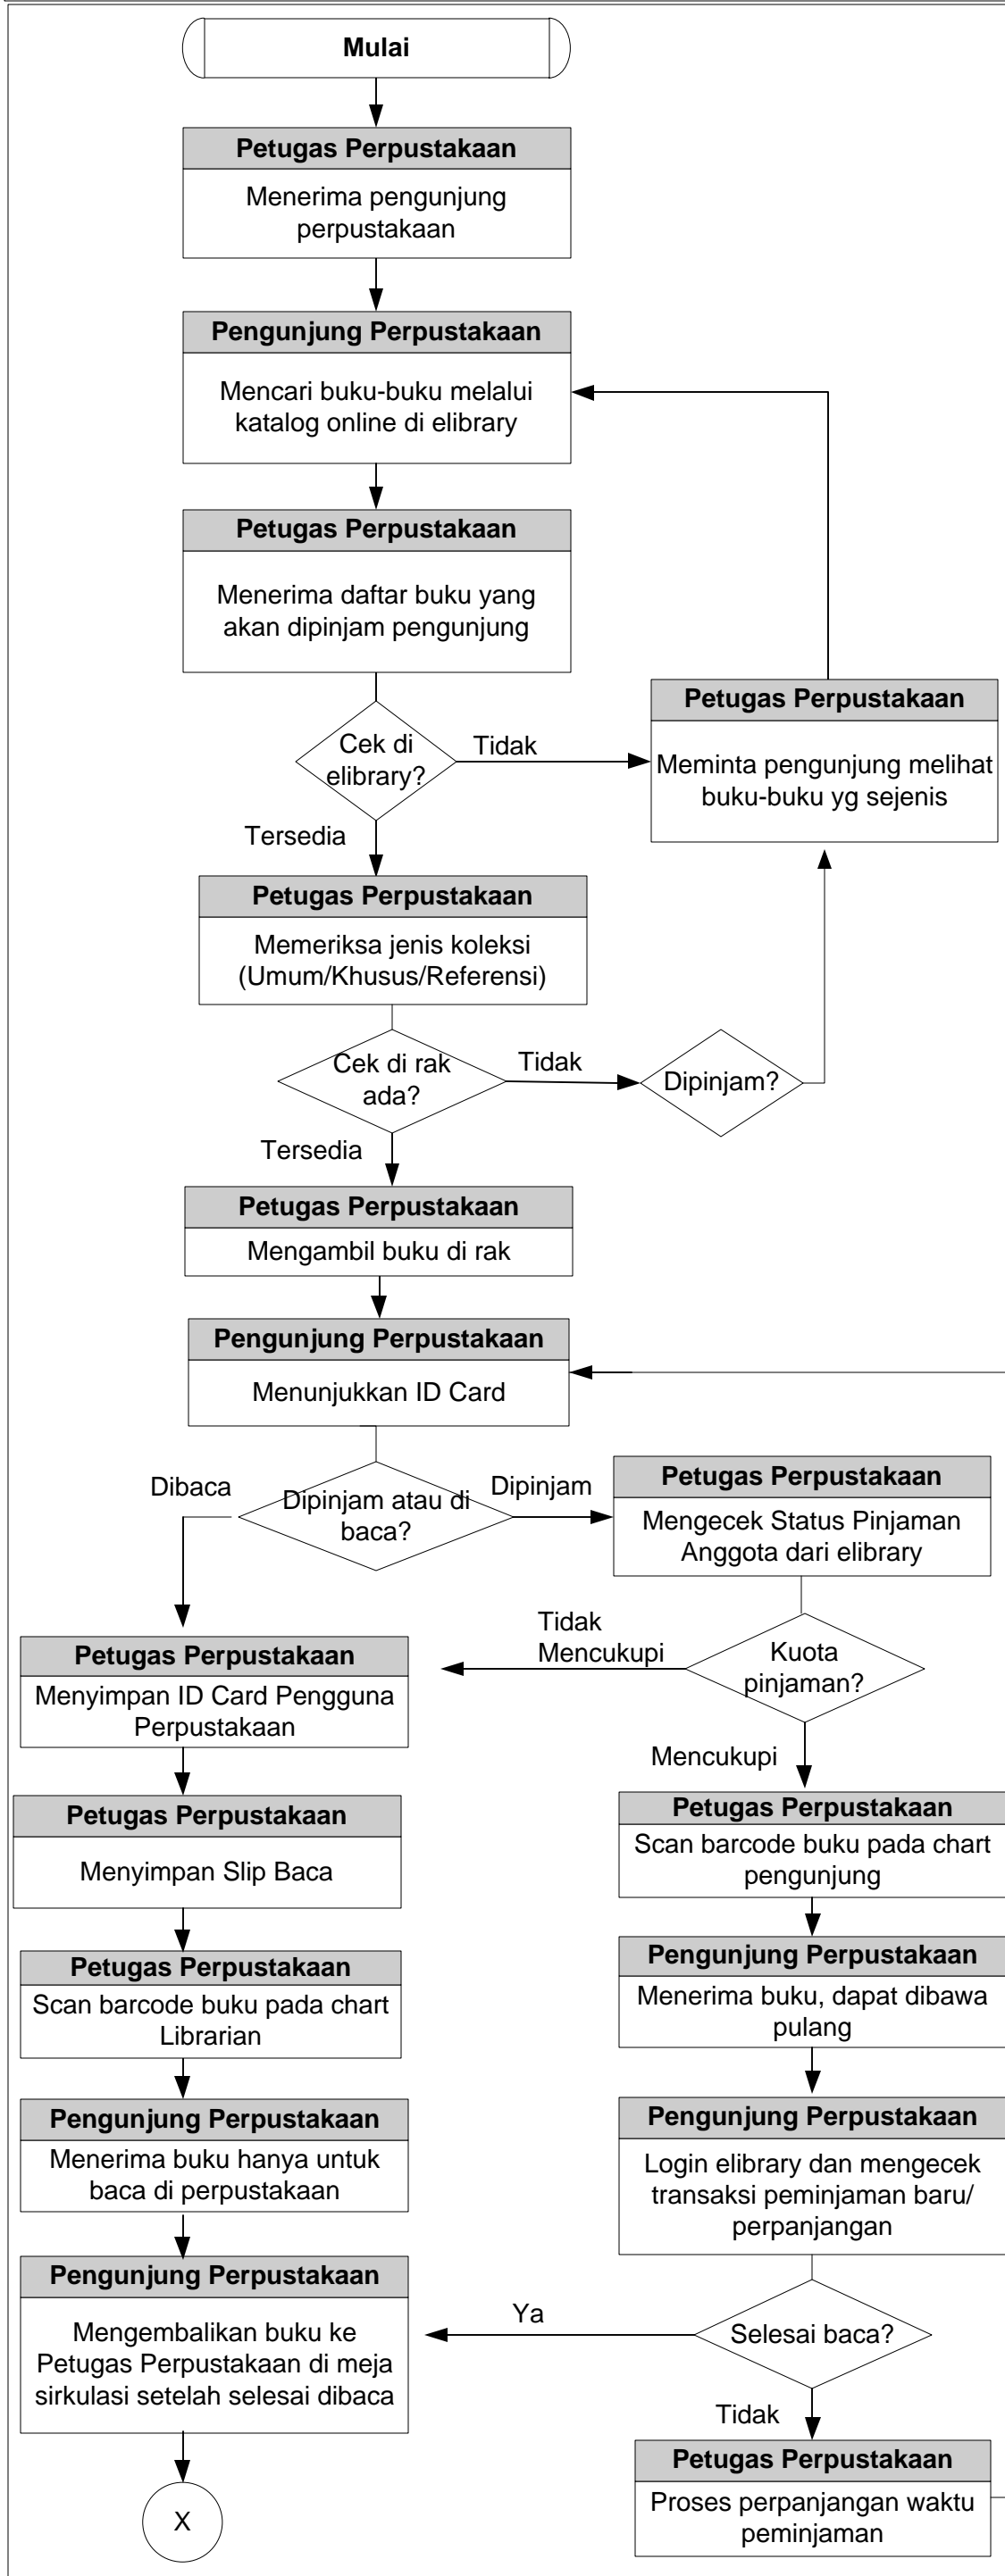 Mulai
Petugas Perpustakaan
Menerima pengunjung
perpustakaan
Pengunjung Perpustakaan
Mencari buku-buku melalui
katalog online di elibrary
Petugas Perpustakaan
Menerima daftar buku yang
akan dipinjam pengunjung
Petugas Perpustakaan
Meminta pengunjung melihat
buku-buku yg sejenis
Cek di
elibrary?
Tidak
Tersedia
Petugas Perpustakaan
Memeriksa jenis koleksi
(Umum/Khusus/Referensi)
Cek di rak
ada?
Tidak
Dipinjam?
Tersedia
Petugas Perpustakaan
Mengambil buku di rak
Pengunjung Perpustakaan
Menunjukkan ID Card
Dibaca
Dipinjam atau di
baca?
Dipinjam
Petugas Perpustakaan
Mengecek Status Pinjaman
Anggota dari elibrary
Tidak
Mencukupi
Kuota
pinjaman?
Mencukupi
Petugas Perpustakaan
Menyimpan ID Card Pengguna
Perpustakaan
Petugas Perpustakaan
Menyimpan Slip Baca
Petugas Perpustakaan
Scan barcode buku pada chart
Librarian
Pengunjung Perpustakaan
Menerima buku hanya untuk
baca di perpustakaan
Pengunjung Perpustakaan
Mengembalikan buku ke
Petugas Perpustakaan di meja
sirkulasi setelah selesai dibaca
X
Petugas Perpustakaan
Scan barcode buku pada chart
pengunjung
Pengunjung Perpustakaan
Menerima buku, dapat dibawa
pulang
Pengunjung Perpustakaan
Login elibrary dan mengecek
transaksi peminjaman baru/
perpanjangan
Ya
Selesai baca?
Tidak
Petugas Perpustakaan
Proses perpanjangan waktu
peminjaman